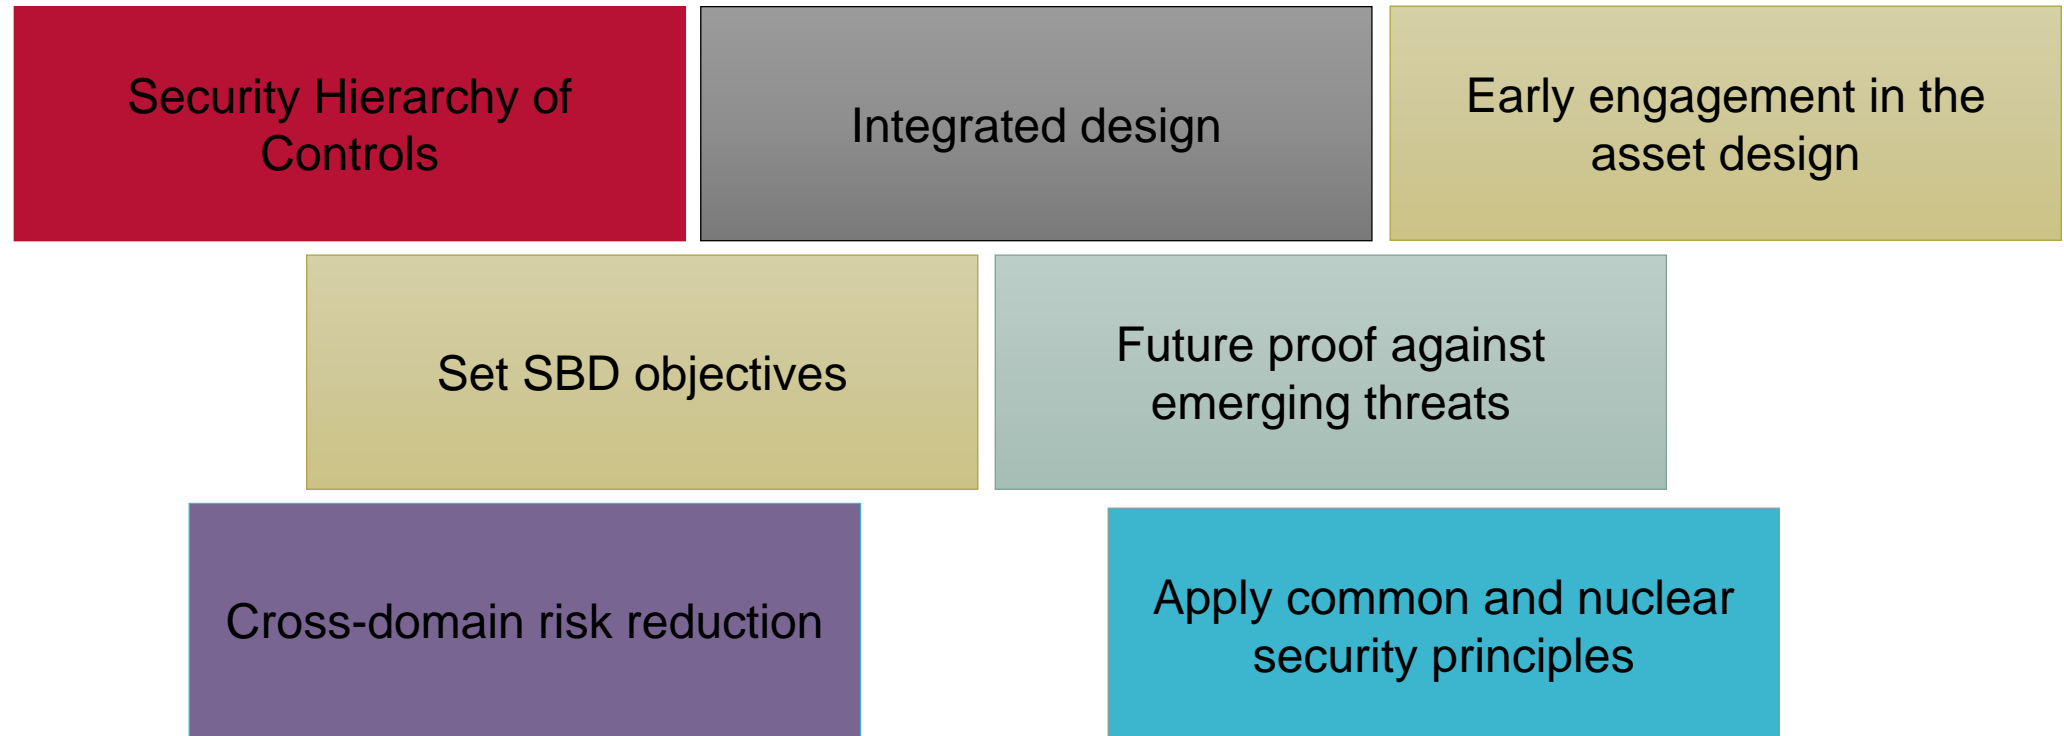 Security Hierarchy of
Controls
Integrated design
Early engagement in the
asset design
Set SBD objectives
Future proof against
emerging threats
Cross-domain risk reduction
Apply common and nuclear
security principles